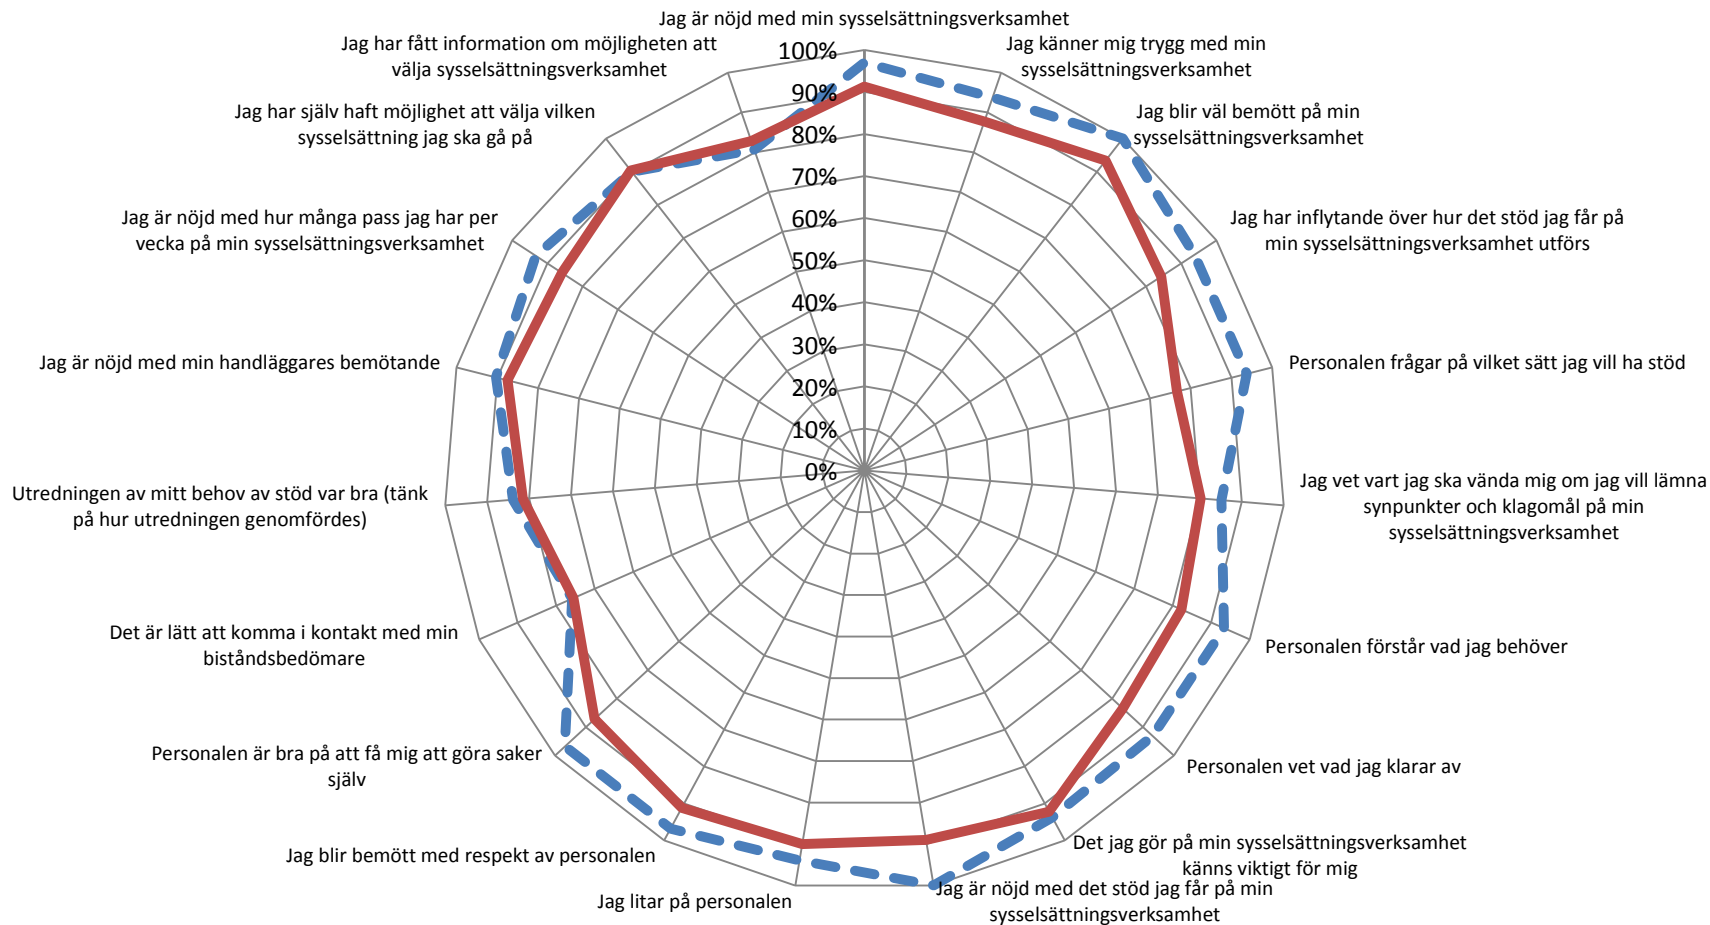 Jag är nöjd med min sysselsättningsverksamhet
Jag känner mig trygg med min
sysselsättningsverksamhet
Jag blir väl bemött på min
sysselsättningsverksamhet
Jag har inflytande över hur det stöd jag får på
min sysselsättningsverksamhet utförs
Personalen frågar på vilket sätt jag vill ha stöd
Jag vet vart jag ska vända mig om jag vill lämna
synpunkter och klagomål på min
sysselsättningsverksamhet
Personalen förstår vad jag behöver
Personalen vet vad jag klarar av
Det jag gör på min sysselsättningsverksamhet
känns viktigt för mig
Jag är nöjd med det stöd jag får på min
sysselsättningsverksamhet
Jag litar på personalen
Jag blir bemött med respekt av personalen
Personalen är bra på att få mig att göra saker
själv
Det är lätt att komma i kontakt med min
biståndsbedömare
Utredningen av mitt behov av stöd var bra (tänk
på hur utredningen genomfördes)
Jag är nöjd med min handläggares bemötande
Jag är nöjd med hur många pass jag har per
vecka på min sysselsättningsverksamhet
Jag har själv haft möjlighet att välja vilken
sysselsättning jag ska gå på
Jag har fått information om möjligheten att
välja sysselsättningsverksamhet
100%
90%
80%
70%
60%
50%
40%
30%
20%
10%
0%